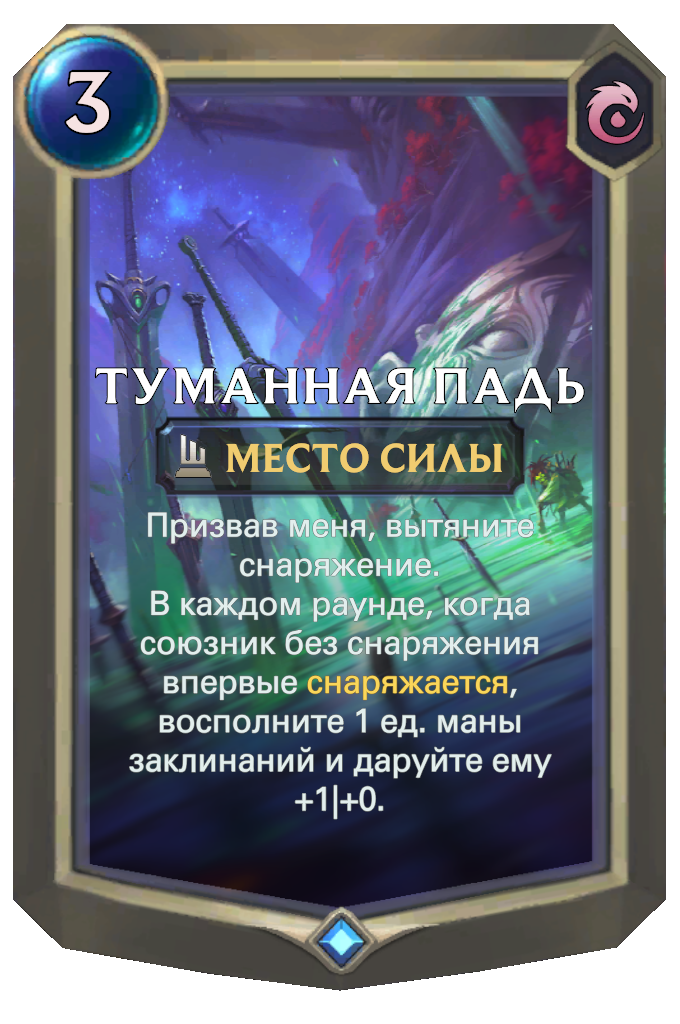 3
ТУМАННАЯ ПАДЬ
МЕСТО СИЛЫ
Призвав меня, вытяните
снаряжение.
В каждом раунде, когда
союзник без снаряжения
впервые снаряжается,
восполните 1 ед. маны
заклинаний и даруйте ему
+1|+0.